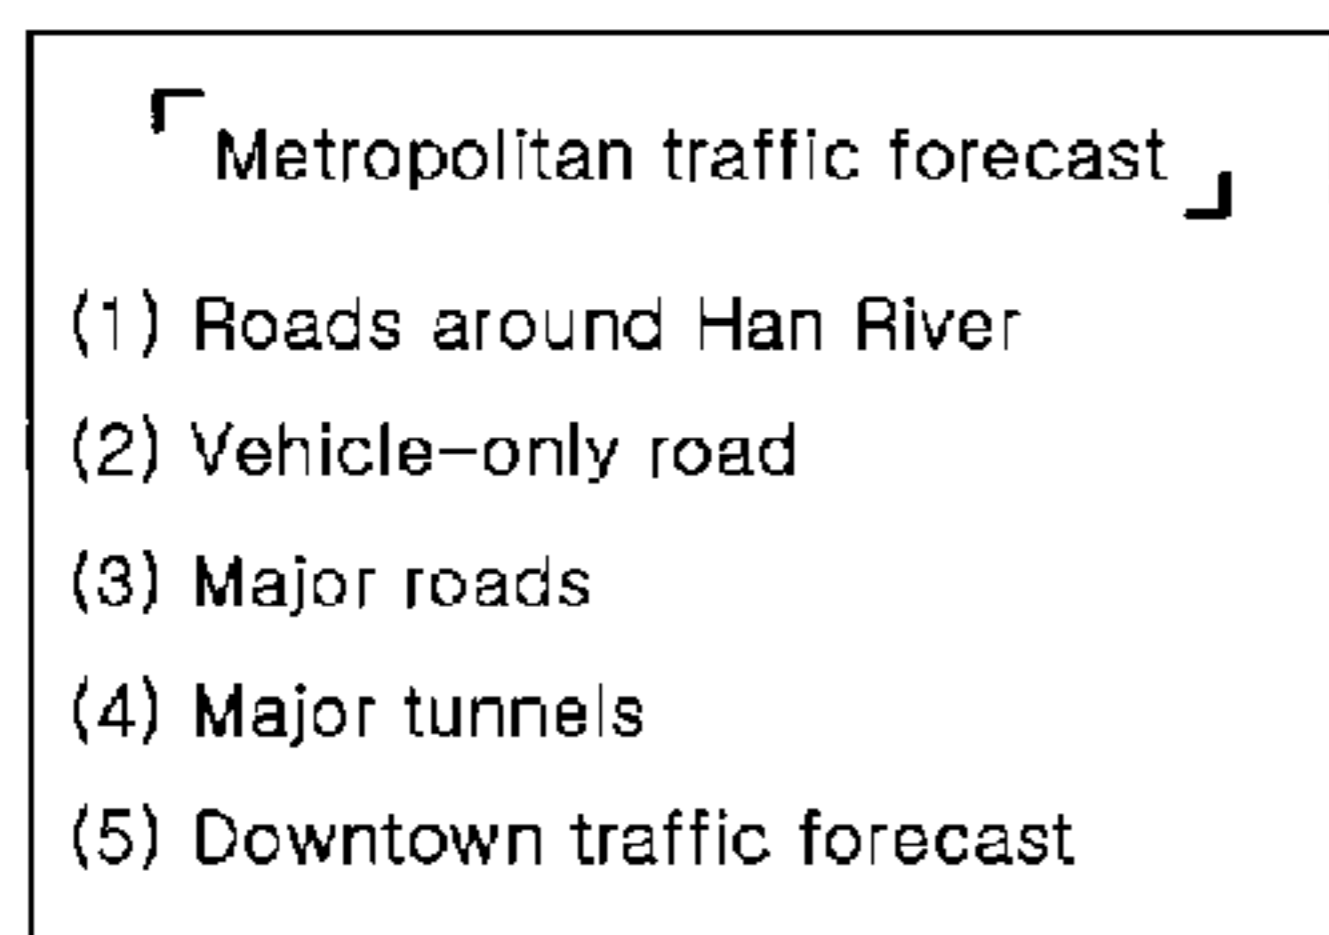 「Metropolitan traffic forecast」
(1) Roads around Han River
(2) Vehicle-only road
(3) Major roads
(4) Major tunnels
(5) Downtown traffic forecast